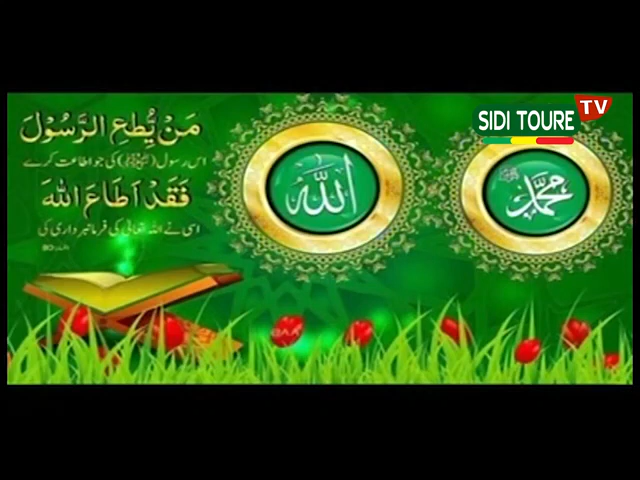 SIDI TOURE TV
مَنْ يُّطِعِ الرَّسُوْلَ
اس رسول (ﷺ) کی جو اطاعت کرے
فَقَدْ اَطَاعَ اللّٰهَ
اسی نے اللہ تعالیٰ کی فرمانبرداری کی
اللّٰه
محمد